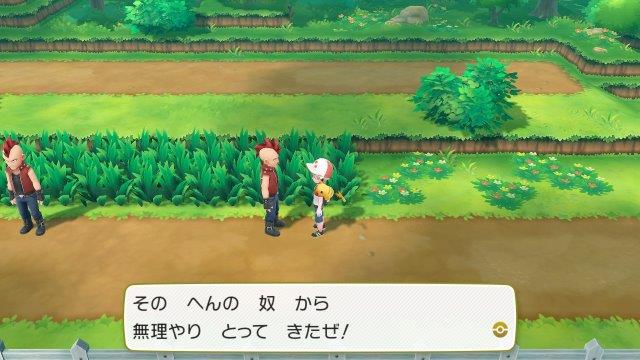 その　へんの　奴　から
無理やり　とって　きたぜ!